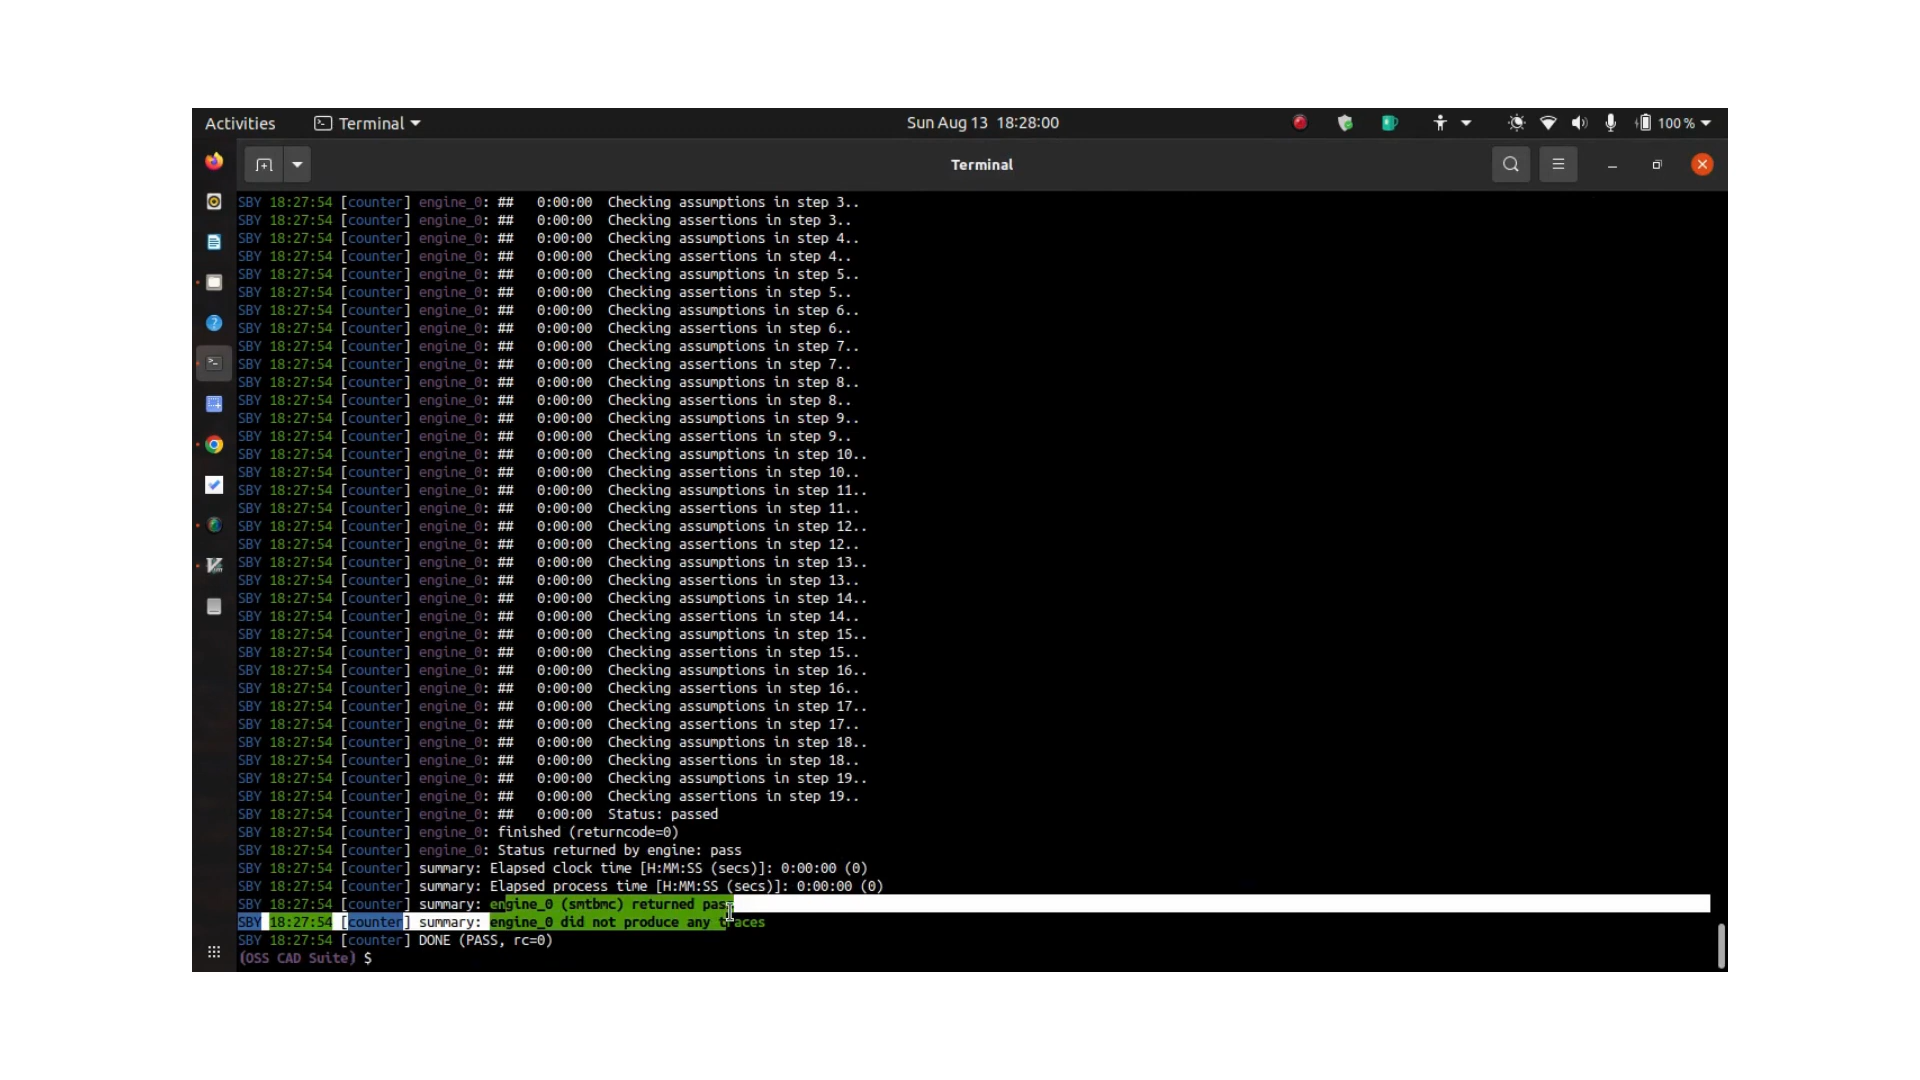 Activities Terminal Sun Aug 13 18:28:00 100 %
Terminal
SBY 18:27:54 [counter] engine_0: ## 0:00:00 Checking assumptions in step 3..
SBY 18:27:54 [counter] engine_0: ## 0:00:00 Checking assertions in step 3..
SBY 18:27:54 [counter] engine_0: ## 0:00:00 Checking assumptions in step 4..
SBY 18:27:54 [counter] engine_0: ## 0:00:00 Checking assertions in step 4..
SBY 18:27:54 [counter] engine_0: ## 0:00:00 Checking assumptions in step 5..
SBY 18:27:54 [counter] engine_0: ## 0:00:00 Checking assertions in step 5..
SBY 18:27:54 [counter] engine_0: ## 0:00:00 Checking assumptions in step 6..
SBY 18:27:54 [counter] engine_0: ## 0:00:00 Checking assertions in step 6..
SBY 18:27:54 [counter] engine_0: ## 0:00:00 Checking assumptions in step 7..
SBY 18:27:54 [counter] engine_0: ## 0:00:00 Checking assertions in step 7..
SBY 18:27:54 [counter] engine_0: ## 0:00:00 Checking assumptions in step 8..
SBY 18:27:54 [counter] engine_0: ## 0:00:00 Checking assertions in step 8..
SBY 18:27:54 [counter] engine_0: ## 0:00:00 Checking assumptions in step 9..
SBY 18:27:54 [counter] engine_0: ## 0:00:00 Checking assertions in step 9..
SBY 18:27:54 [counter] engine_0: ## 0:00:00 Checking assumptions in step 10..
SBY 18:27:54 [counter] engine_0: ## 0:00:00 Checking assertions in step 10..
SBY 18:27:54 [counter] engine_0: ## 0:00:00 Checking assumptions in step 11..
SBY 18:27:54 [counter] engine_0: ## 0:00:00 Checking assertions in step 11..
SBY 18:27:54 [counter] engine_0: ## 0:00:00 Checking assumptions in step 12..
SBY 18:27:54 [counter] engine_0: ## 0:00:00 Checking assertions in step 12..
SBY 18:27:54 [counter] engine_0: ## 0:00:00 Checking assumptions in step 13..
SBY 18:27:54 [counter] engine_0: ## 0:00:00 Checking assertions in step 13..
SBY 18:27:54 [counter] engine_0: ## 0:00:00 Checking assumptions in step 14..
SBY 18:27:54 [counter] engine_0: ## 0:00:00 Checking assertions in step 14..
SBY 18:27:54 [counter] engine_0: ## 0:00:00 Checking assumptions in step 15..
SBY 18:27:54 [counter] engine_0: ## 0:00:00 Checking assertions in step 15..
SBY 18:27:54 [counter] engine_0: ## 0:00:00 Checking assumptions in step 16..
SBY 18:27:54 [counter] engine_0: ## 0:00:00 Checking assertions in step 16..
SBY 18:27:54 [counter] engine_0: ## 0:00:00 Checking assumptions in step 17..
SBY 18:27:54 [counter] engine_0: ## 0:00:00 Checking assertions in step 17..
SBY 18:27:54 [counter] engine_0: ## 0:00:00 Checking assumptions in step 18..
SBY 18:27:54 [counter] engine_0: ## 0:00:00 Checking assertions in step 18..
SBY 18:27:54 [counter] engine_0: ## 0:00:00 Checking assumptions in step 19..
SBY 18:27:54 [counter] engine_0: ## 0:00:00 Checking assertions in step 19..
SBY 18:27:54 [counter] engine_0: ## 0:00:00 Status: passed
SBY 18:27:54 [counter] engine_0: finished (returncode=0)
SBY 18:27:54 [counter] engine_0: Status returned by engine: pass
SBY 18:27:54 [counter] summary: Elapsed clock time [H:MM:SS (secs)]: 0:00:00 (0)
SBY 18:27:54 [counter] summary: Elapsed process time [H:MM:SS (secs)]: 0:00:00 (0)
SBY 18:27:54 [counter] summary: engine_0 (smtbmc) returned pass
SBY 18:27:54 [counter] summary: engine_0 did not produce any traces
SBY 18:27:54 [counter] DONE (PASS, rc=0)
(OSS CAD Suite) $